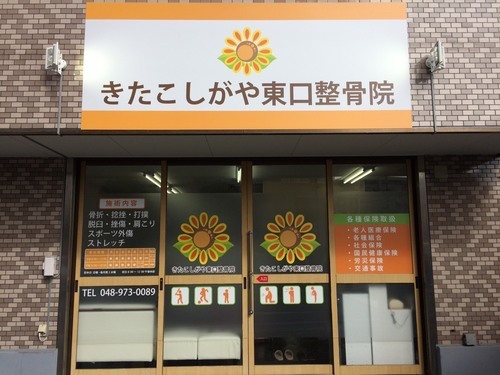 きたこしがや東口整骨院
施術内容
骨折・捻挫・打撲
脱臼・挫傷・肩こり
スポーツ外傷
ストレッチ
TEL 048-973-0089
きたこしがや東口整骨院
きたこしがや東口整骨院
入口
各種保険取扱
・老人医療保険
・各種組合
・社会保険
・国民健康保険
・労災保険
・交通事故